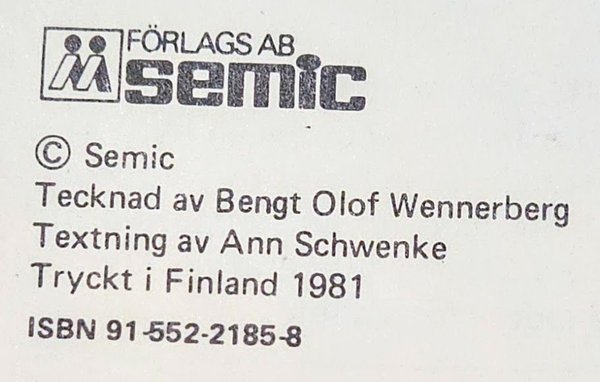 FÖRLAGS AB
semic
© Semic
Tecknad av Bengt Olof Wennerberg
Textning av Ann Schwenke
Tryckt i Finland 1981
ISBN 91-552-2185-8